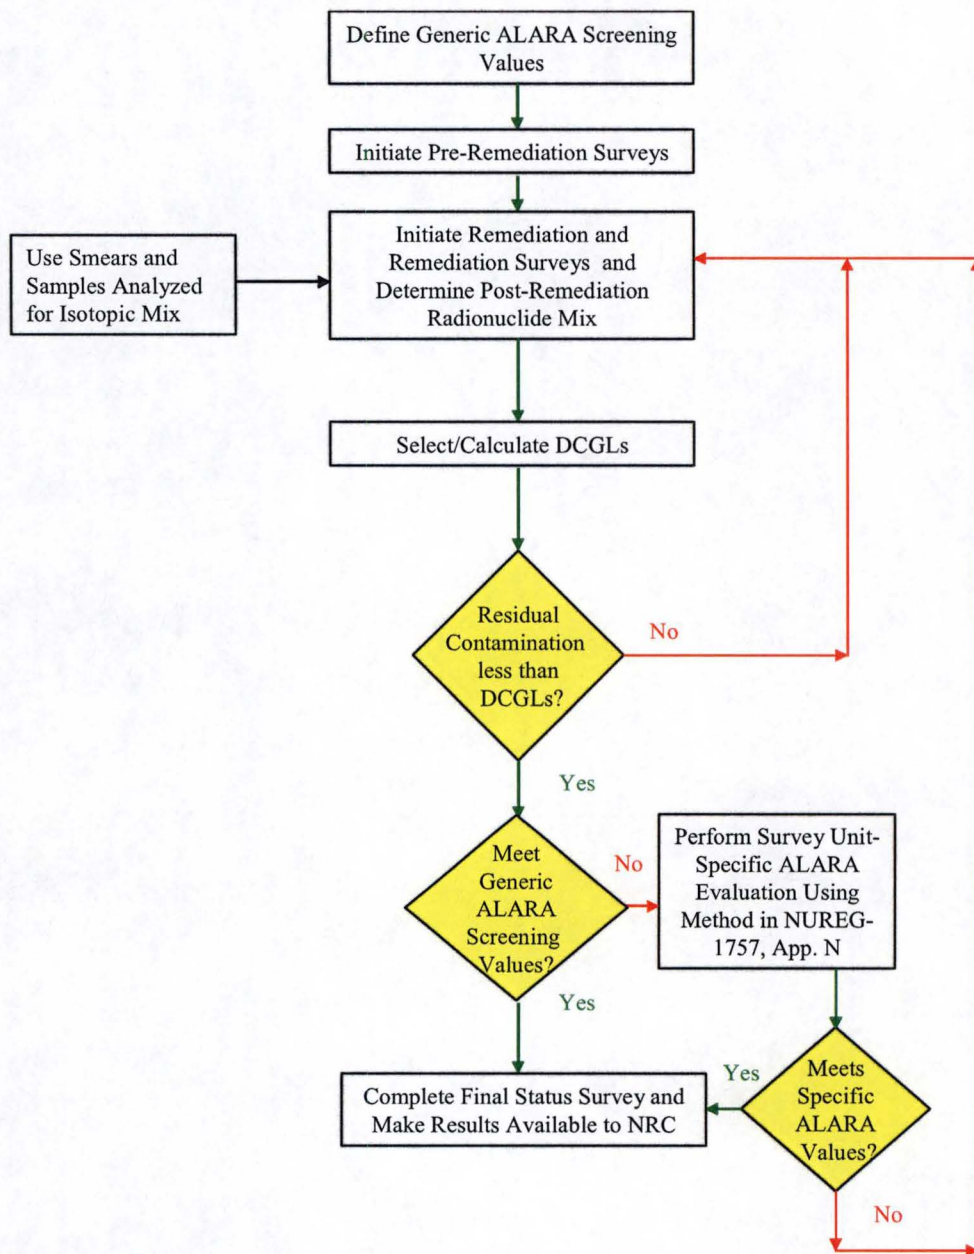 Define Generic ALARA Screening
Values
Initiate Pre-Remediation Surveys
Use Smears and
Samples Analyzed
for Isotopic Mix
Initiate Remediation and
Remediation Surveys and
Determine Post-Remediation
Radionuclide Mix
Select/Calculate DCGLs
Residual
Contamination
less than
DCGLs?
No
Yes
Meet
Generic
ALARA
Screening
Values?
No
Perform Survey Unit-
Specific ALARA
Evaluation Using
Method in NUREG-
1757, App. N
Yes
Complete Final Status Survey and
Make Results Available to NRC
Yes
Meets
Specific
ALARA
Values?
No